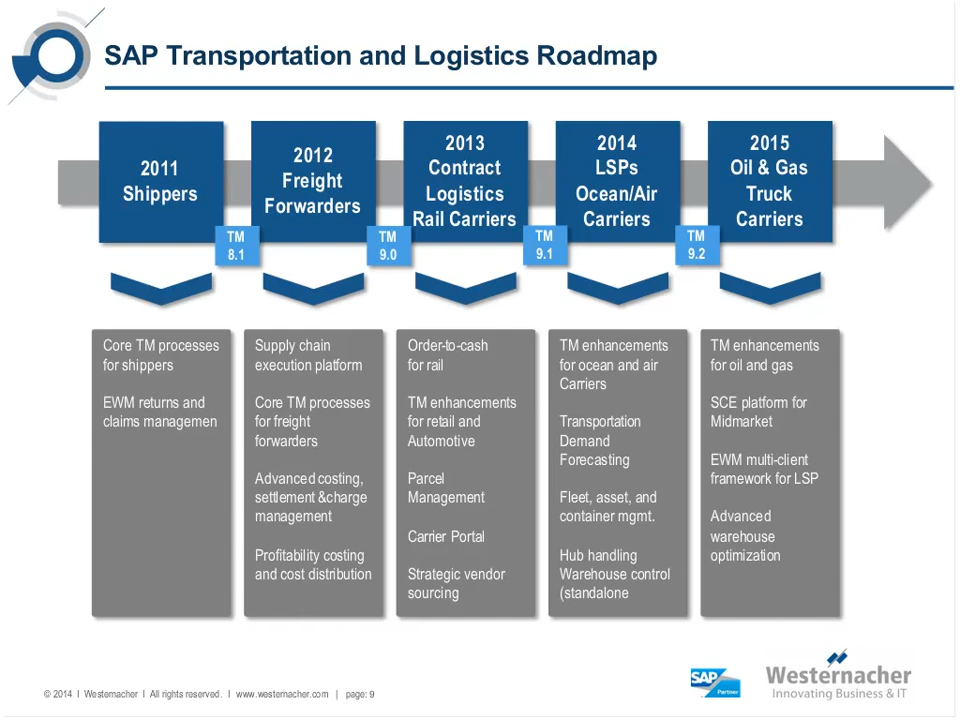 SAP Transportation and Logistics Roadmap
2011
Shippers
2012
Freight
Forwarders
2013
Contract
Logistics
Rail Carriers
2014
LSPs
Ocean/Air
Carriers
2015
Oil & Gas
Truck
Carriers
TM
8.1
TM
9.0
TM
9.1
TM
9.2
Core TM processes
for shippers
EWM returns and
claims managemen
Supply chain
execution platform
Core TM processes
for freight
forwarders
Advanced costing,
settlement &charge
management
Profitability costing
and cost distribution
Order-to-cash
for rail
TM enhancements
for retail and
Automotive
Parcel
Management
Carrier Portal
Strategic vendor
sourcing
TM enhancements
for ocean and air
Carriers
Transportation
Demand
Forecasting
Fleet, asset, and
container mgmt.
Hub handling
Warehouse control
(standalone
TM enhancements
for oil and gas
SCE platform for
Midmarket
EWM multi-client
framework for LSP
Advanced
warehouse
optimization
© 2014 I Westernacher I All rights reserved. I www.westernacher.com | page: 9
SAP Partner
Westernacher
Innovating Business & IT